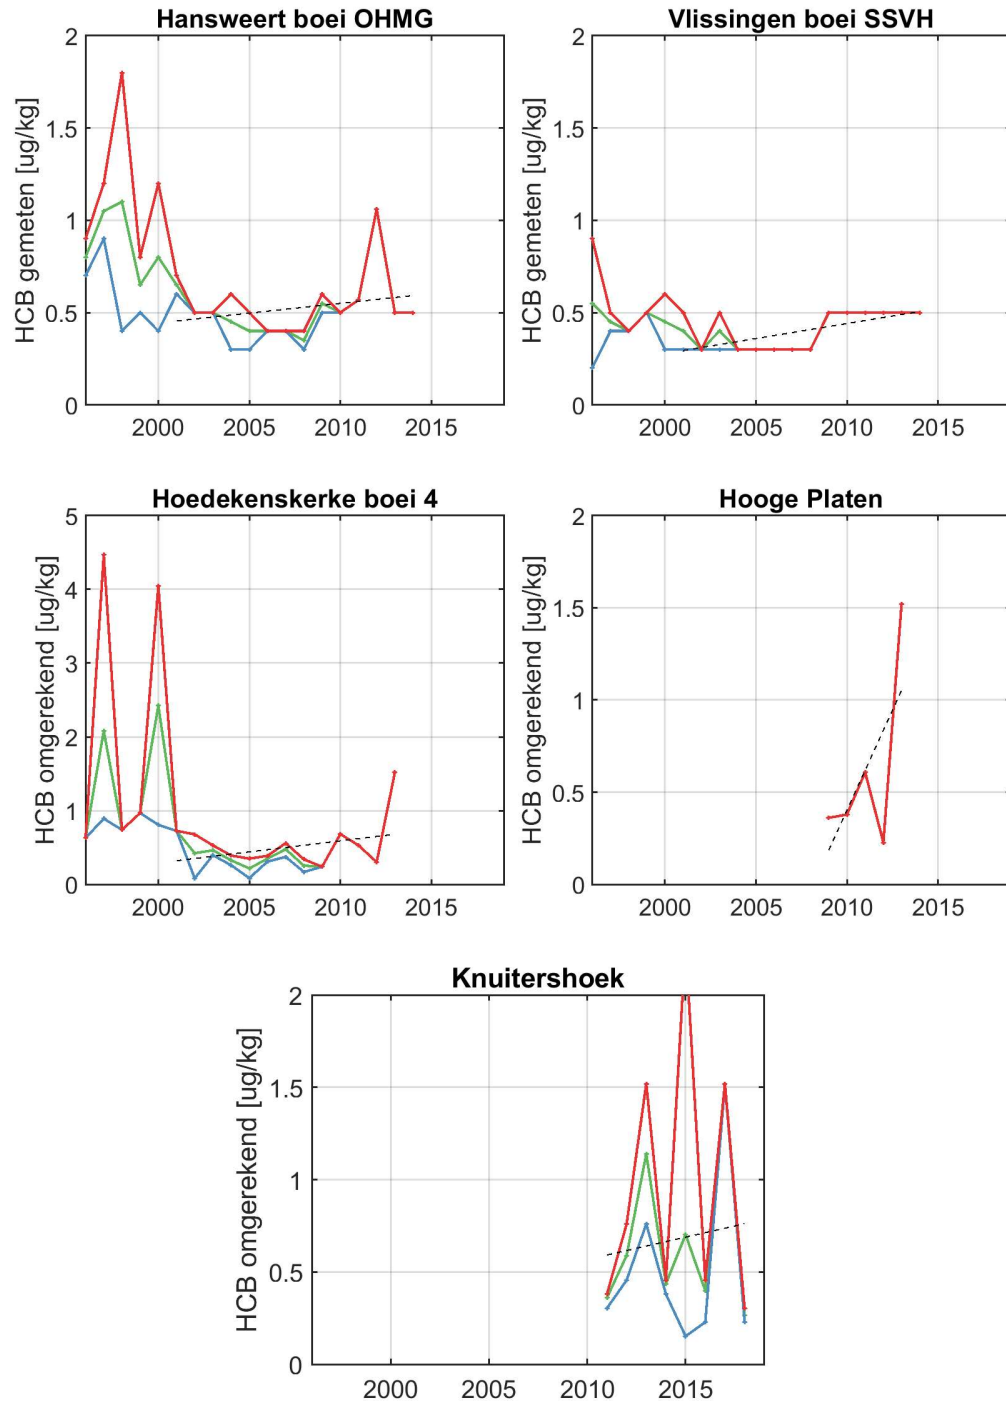 Hansweert boei OHMG
HCB gemeten [ug/kg]
2
1.5
1
0.5
0
2000 2005 2010 2015
Vlissingen boei SSVH
HCB gemeten [ug/kg]
2
1.5
1
0.5
0
2000 2005 2010 2015
Hoedekenskerke boei 4
HCB omgerekend [ug/kg]
5
4
3
2
1
0
2000 2005 2010 2015
Hooge Platen
HCB omgerekend [ug/kg]
2
1.5
1
0.5
0
2000 2005 2010 2015
Knuitershoek
HCB omgerekend [ug/kg]
2
1.5
1
0.5
0
2000 2005 2010 2015